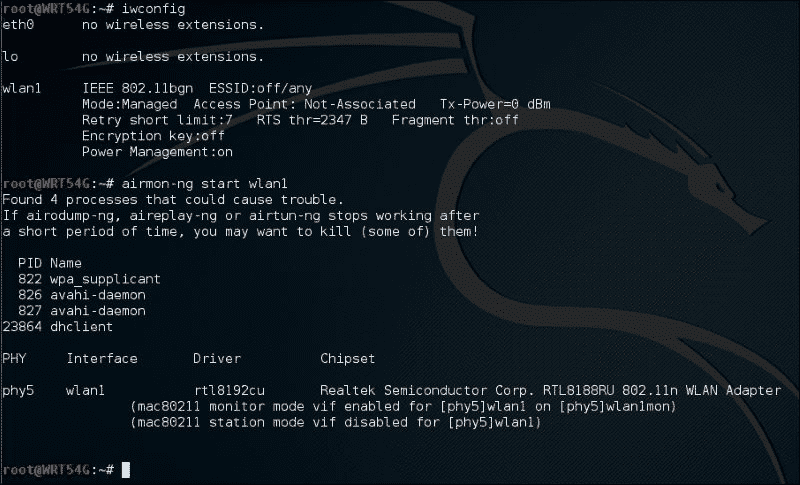 root@WRT54G:~# iwconfig
eth0      no wireless extensions.
lo        no wireless extensions.
wlan1     IEEE 802.11bgn  ESSID:off/any
          Mode:Managed  Access Point: Not-Associated   Tx-Power=0 dBm
          Retry short limit:7   RTS thr=2347 B   Fragment thr:off
          Encryption key:off
          Power Management:on
root@WRT54G:~# airmon-ng start wlan1
Found 4 processes that could cause trouble.
If airodump-ng, aireplay-ng or airtun-ng stops working after
a short period of time, you may want to kill (some of) them!
  PID Name
  822 wpa_supplicant
  826 avahi-daemon
  827 avahi-daemon
23864 dhclient
PHY     Interface       Driver          Chipset
phy5    wlan1           rtl8192cu       Realtek Semiconductor Corp. RTL8188RU 802.11n WLAN Adapter
                (mac80211 monitor mode vif enabled for [phy5]wlan1 on [phy5]wlan1mon)
                (mac80211 station mode vif disabled for [phy5]wlan1)
root@WRT54G:~#